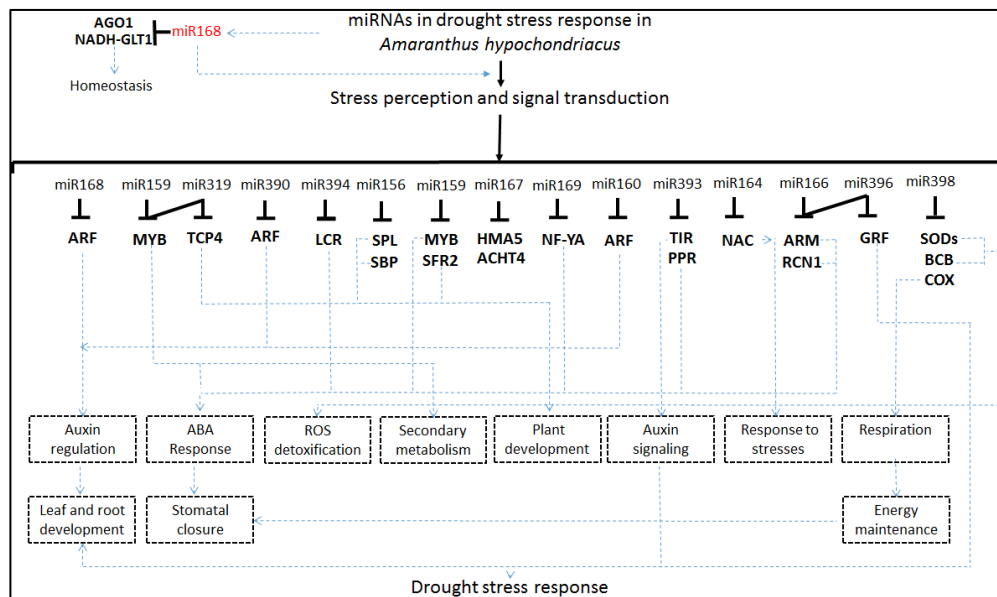 miRNAs in drought stress response in
Amaranthus hypochondriacus
AGO1
NADH-GLT1
miR168
Homeostasis
Stress perception and signal transduction
miR168 miR159 miR319 miR390 miR394 miR156 miR159 miR167 miR169 miR160 miR393 miR164 miR166 miR396 miR398
ARF MYB TCP4 ARF LCR SPL MYB HMA5 NF-YA ARF TIR NAC ARM GRF SODs
SBP SFR2 ACHT4 PPR RCN1 BCB
COX
Auxin regulation
ABA Response
ROS detoxification
Secondary metabolism
Plant development
Auxin signaling
Response to stresses
Respiration
Leaf and root development
Stomatal closure
Energy maintenance
Drought stress response